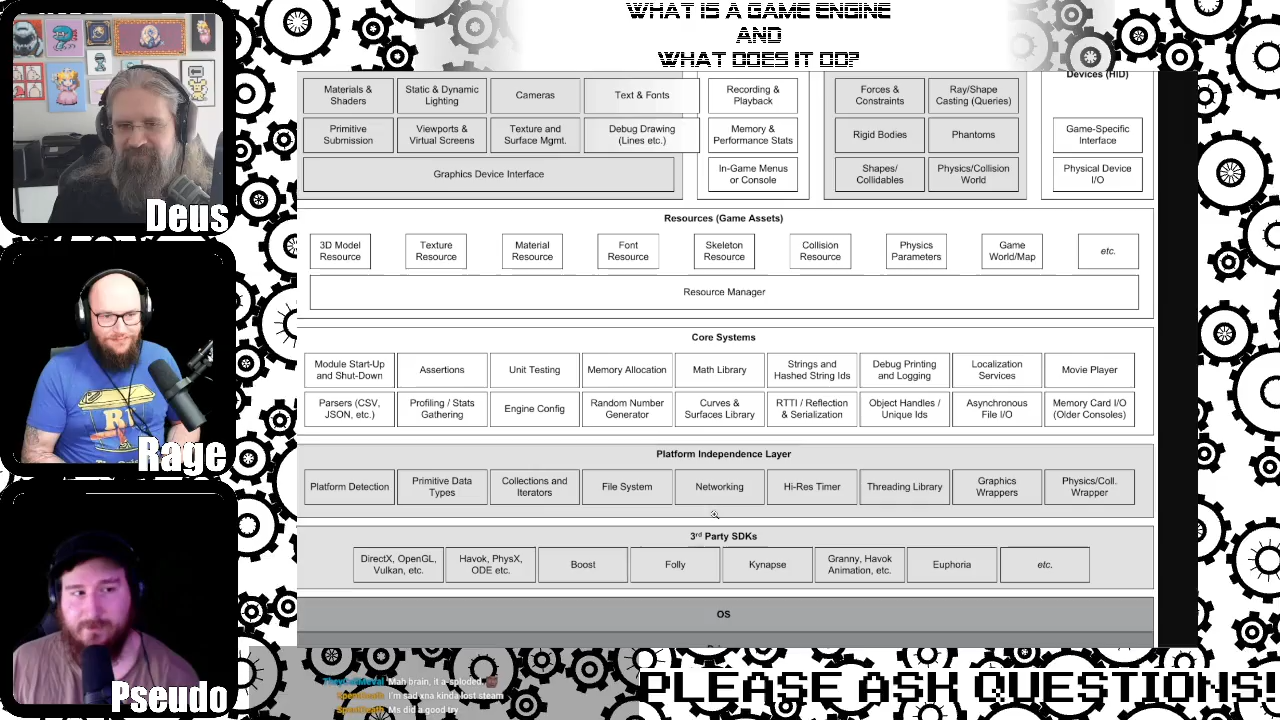 WHAT IS A GAME ENGINE
AND
WHAT DOES IT DO?
Devices (HID)
Materials &
Shaders
Static & Dynamic
Lighting
Cameras
Text & Fonts
Recording &
Playback
Forces &
Constraints
Ray/Shape
Casting (Queries)
Primitive
Submission
Viewports &
Virtual Screens
Texture and
Surface Mgmt.
Debug Drawing
(Lines etc.)
Memory &
Performance Stats
Rigid Bodies
Phantoms
Game-Specific
Interface
Graphics Device Interface
In-Game Menus
or Console
Shapes/
Collidables
Physics/Collision
World
Physical Device
I/O
Deus
Resources (Game Assets)
3D Model
Resource
Texture
Resource
Material
Resource
Font
Resource
Skeleton
Resource
Collision
Resource
Physics
Parameters
Game
World/Map
etc.
Resource Manager
Core Systems
Module Start-Up
and Shut-Down
Assertions
Unit Testing
Memory Allocation
Math Library
Strings and
Hashed String Ids
Debug Printing
and Logging
Localization
Services
Movie Player
Parsers (CSV,
JSON, etc.)
Profiling / Stats
Gathering
Engine Config
Random Number
Generator
Curves &
Surfaces Library
RTTI / Reflection
& Serialization
Object Handles /
Unique Ids
Asynchronous
File I/O
Memory Card I/O
(Older Consoles)
Rage
Platform Independence Layer
Platform Detection
Primitive Data
Types
Collections and
Iterators
File System
Networking
Hi-Res Timer
Threading Library
Graphics
Wrappers
Physics/Coll.
Wrapper
3rd Party SDKs
DirectX, OpenGL,
Vulkan, etc.
Havok, PhysX,
ODE etc.
Boost
Folly
Kynapse
Granny, Havok
Animation, etc.
Euphoria
etc.
OS
Pseudo
Mah brain, it a-sploded.
I'm sad xna kinda lost steam
Ms did a good try
PLEASE ASK QUESTIONS!